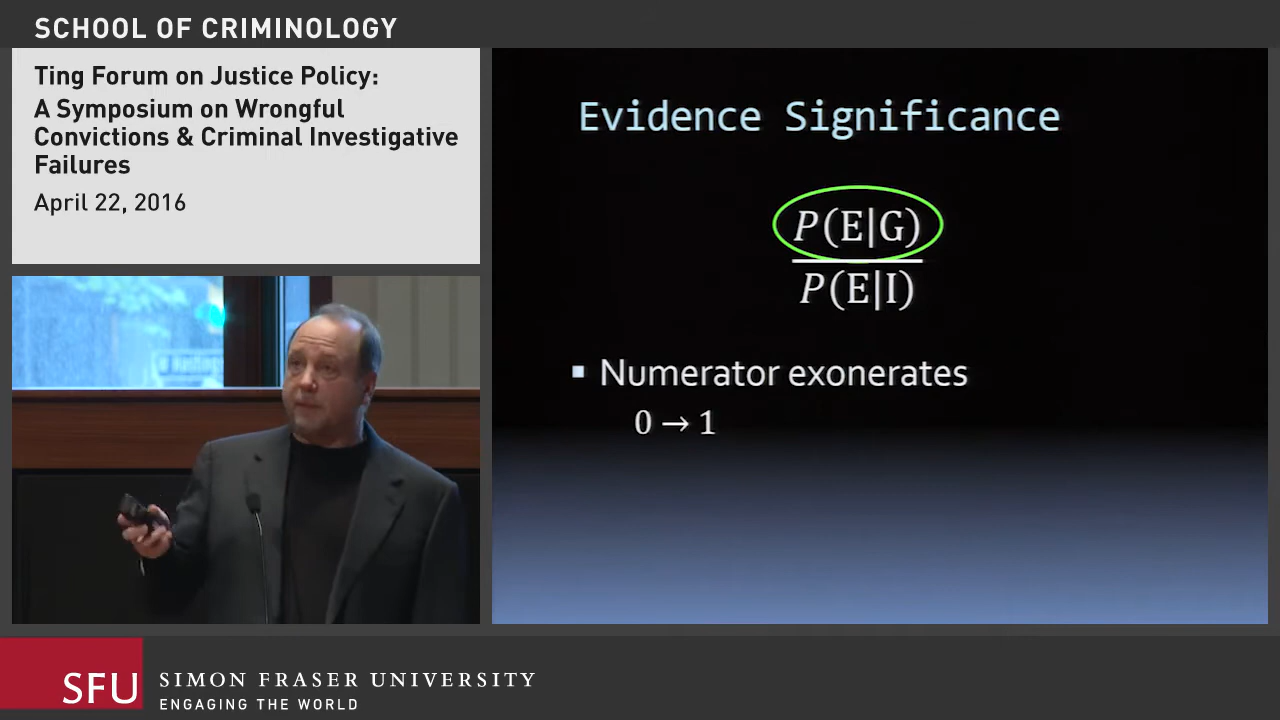 SCHOOL OF CRIMINOLOGY
Ting Forum on Justice Policy:
A Symposium on Wrongful
Convictions & Criminal Investigative
Failures
April 22, 2016
Evidence Significance
P(E|G)
P(E|I)
▪ Numerator exonerates
0 → 1
SFU SIMON FRASER UNIVERSITY
ENGAGING THE WORLD